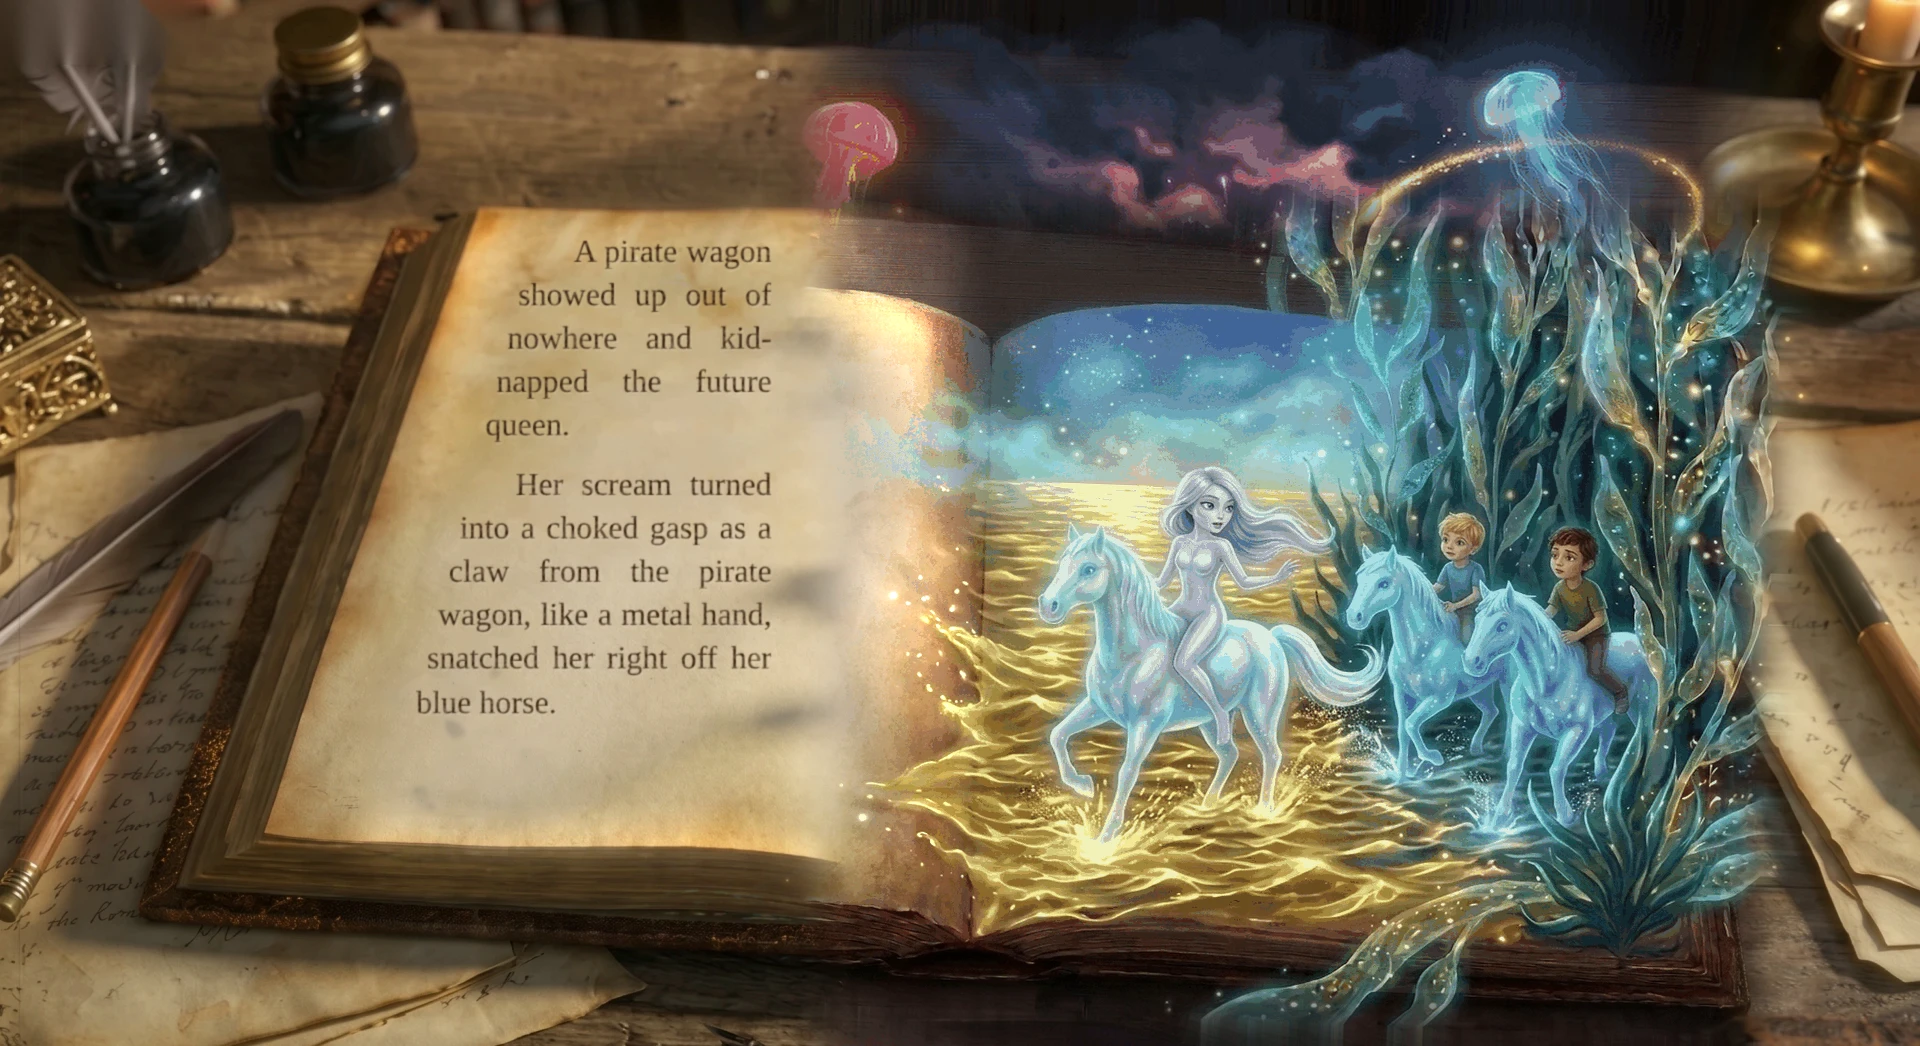 A pirate wagon
showed up out of
nowhere and kid-
napped the future
queen.
Her scream turned
into a choked gasp as a
claw from the pirate
wagon, like a metal hand,
snatched her right off her
blue horse.